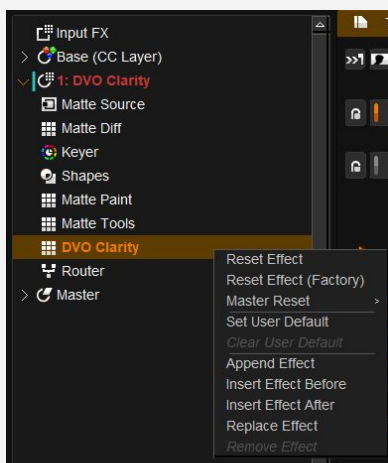 Input FX
Base (CC Layer)
1: DVO Clarity
Matte Source
Matte Diff
Keyer
Shapes
Matte Paint
Matte Tools
DVO Clarity
Router
Master
Reset Effect
Reset Effect (Factory)
Master Reset
Set User Default
Clear User Default
Append Effect
Insert Effect Before
Insert Effect After
Replace Effect
Remove Effect